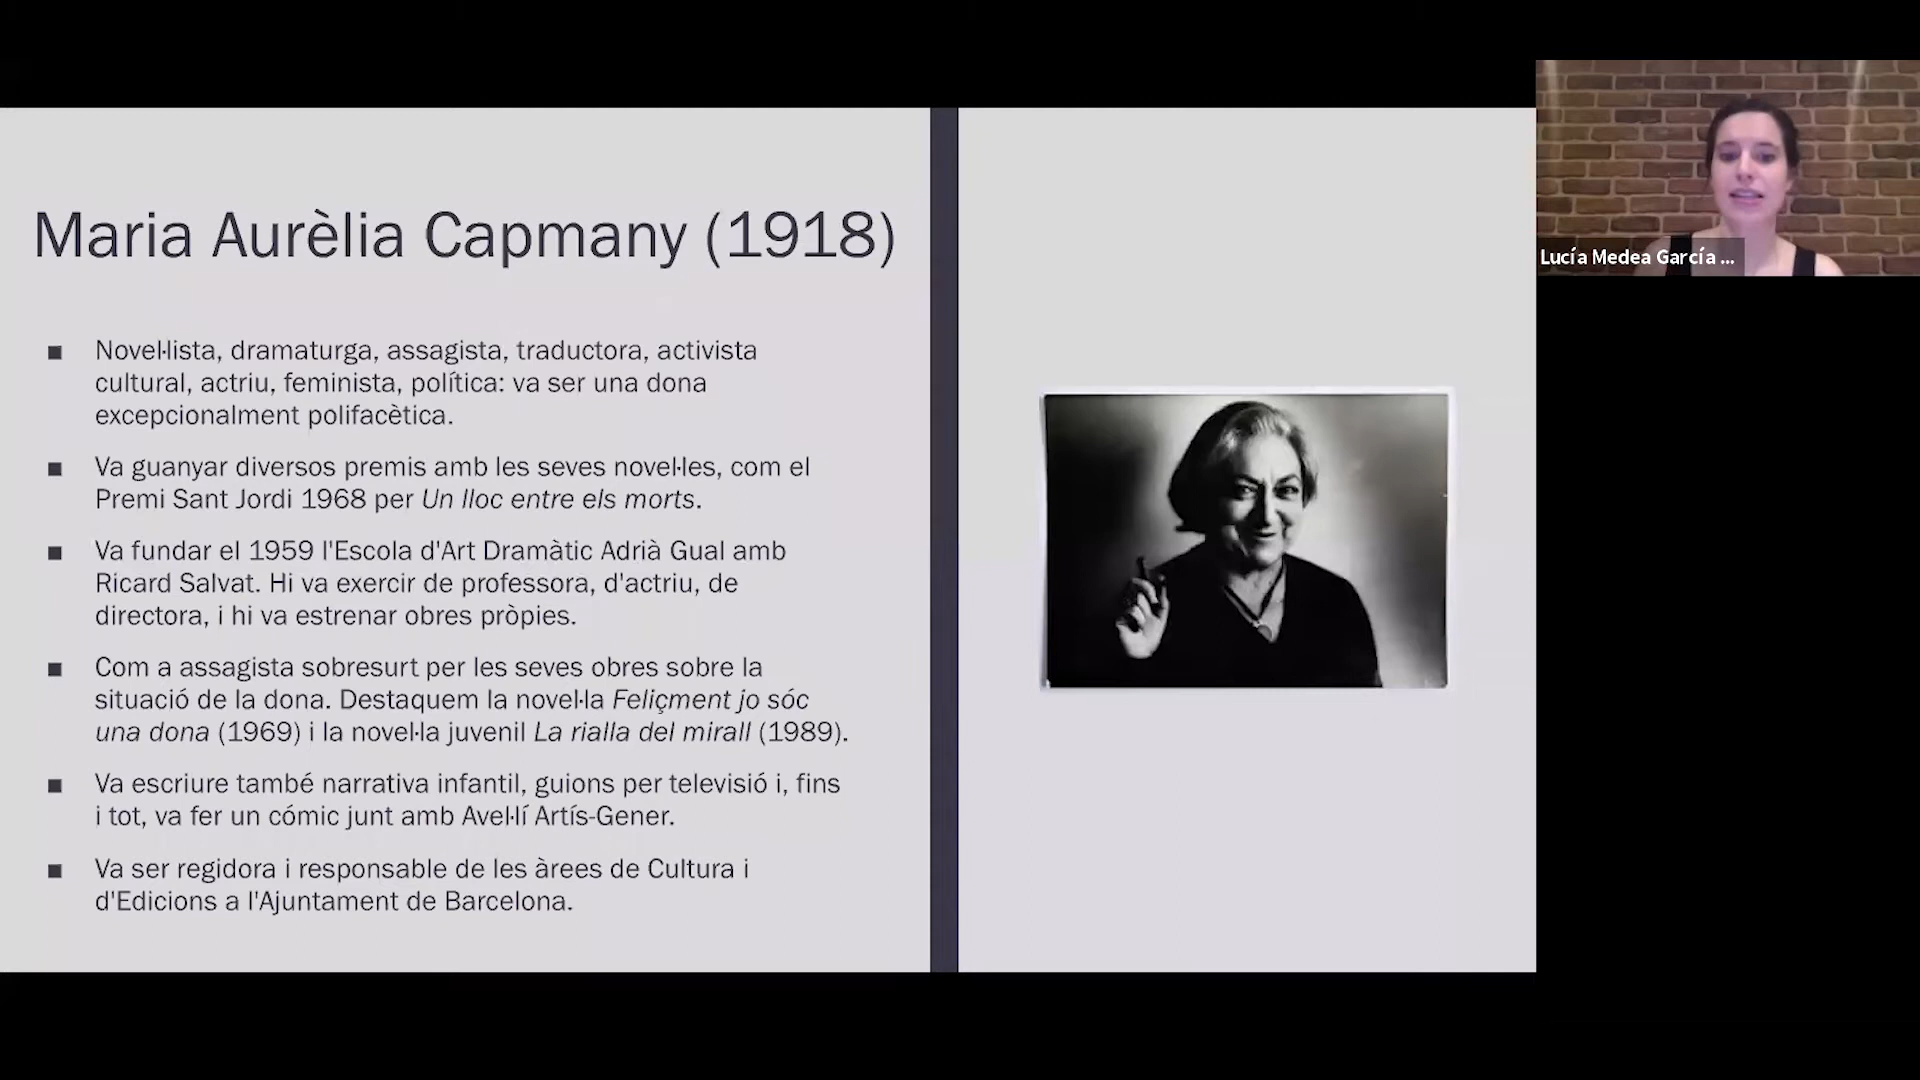 Maria Aurèlia Capmany (1918)
Novel·lista, dramaturga, assagista, traductora, activista
cultural, actriu, feminista, política: va ser una dona
excepcionalment polifacètica.
Va guanyar diversos premis amb les seves novel·les, com el
Premi Sant Jordi 1968 per Un lloc entre els morts.
Va fundar el 1959 l'Escola d'Art Dramàtic Adrià Gual amb
Ricard Salvat. Hi va exercir de professora, d'actriu, de
directora, i hi va estrenar obres pròpies.
Com a assagista sobresurt per les seves obres sobre la
situació de la dona. Destaquem la novel·la Feliçment jo sóc
una dona (1969) i la novel·la juvenil La rialla del mirall (1989).
Va escriure també narrativa infantil, guions per televisió i, fins
i tot, va fer un cómic junt amb Avel·lí Artís-Gener.
Va ser regidora i responsable de les àrees de Cultura i
d'Edicions a l'Ajuntament de Barcelona.
Lucía Medea García ...